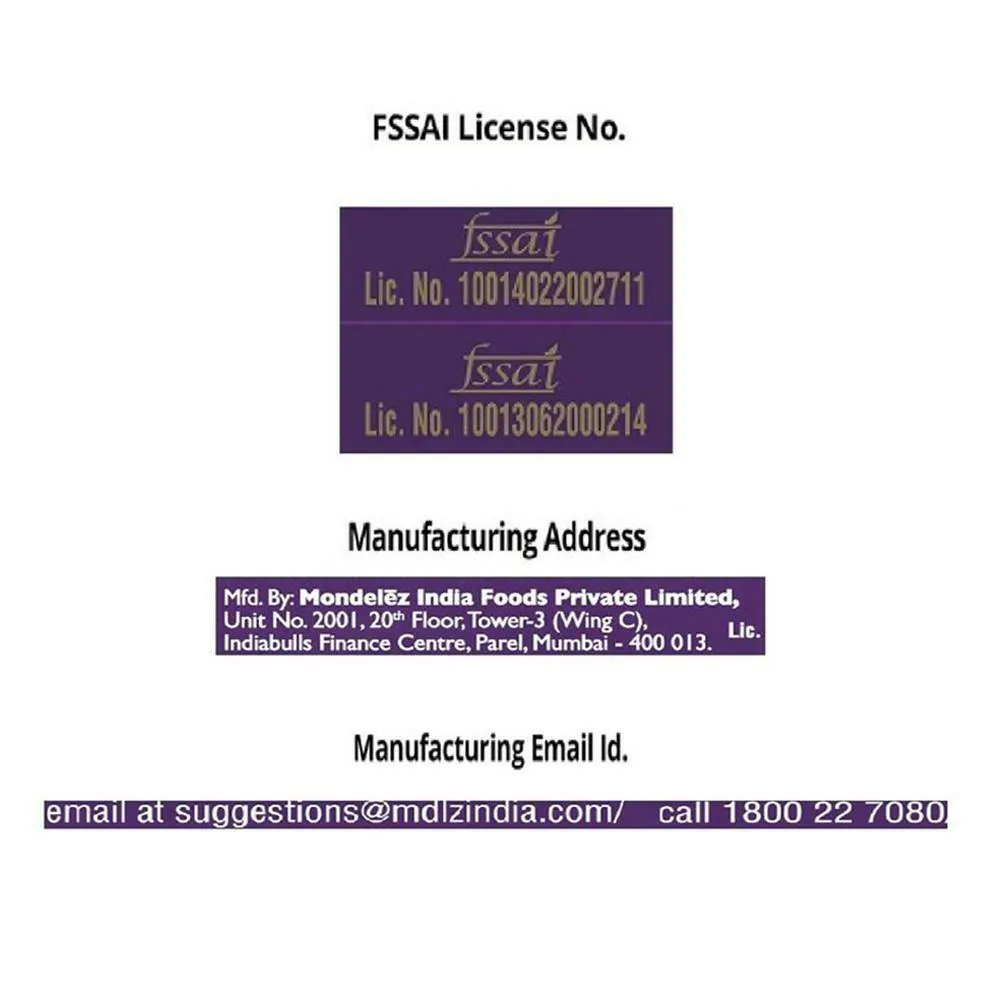 FSSAI License No.
fssai
Lic. No. 10014022002711
fssai
Lic. No. 10013062000214
Manufacturing Address
Mfd. By: Mondelēz India Foods Private Limited,
Unit No. 2001, 20th Floor, Tower-3 (Wing C),
Lic.
Indiabulls Finance Centre, Parel, Mumbai - 400 013.
Manufacturing Email Id.
email at suggestions@mdlzindia.com/ call 1800 22 7080